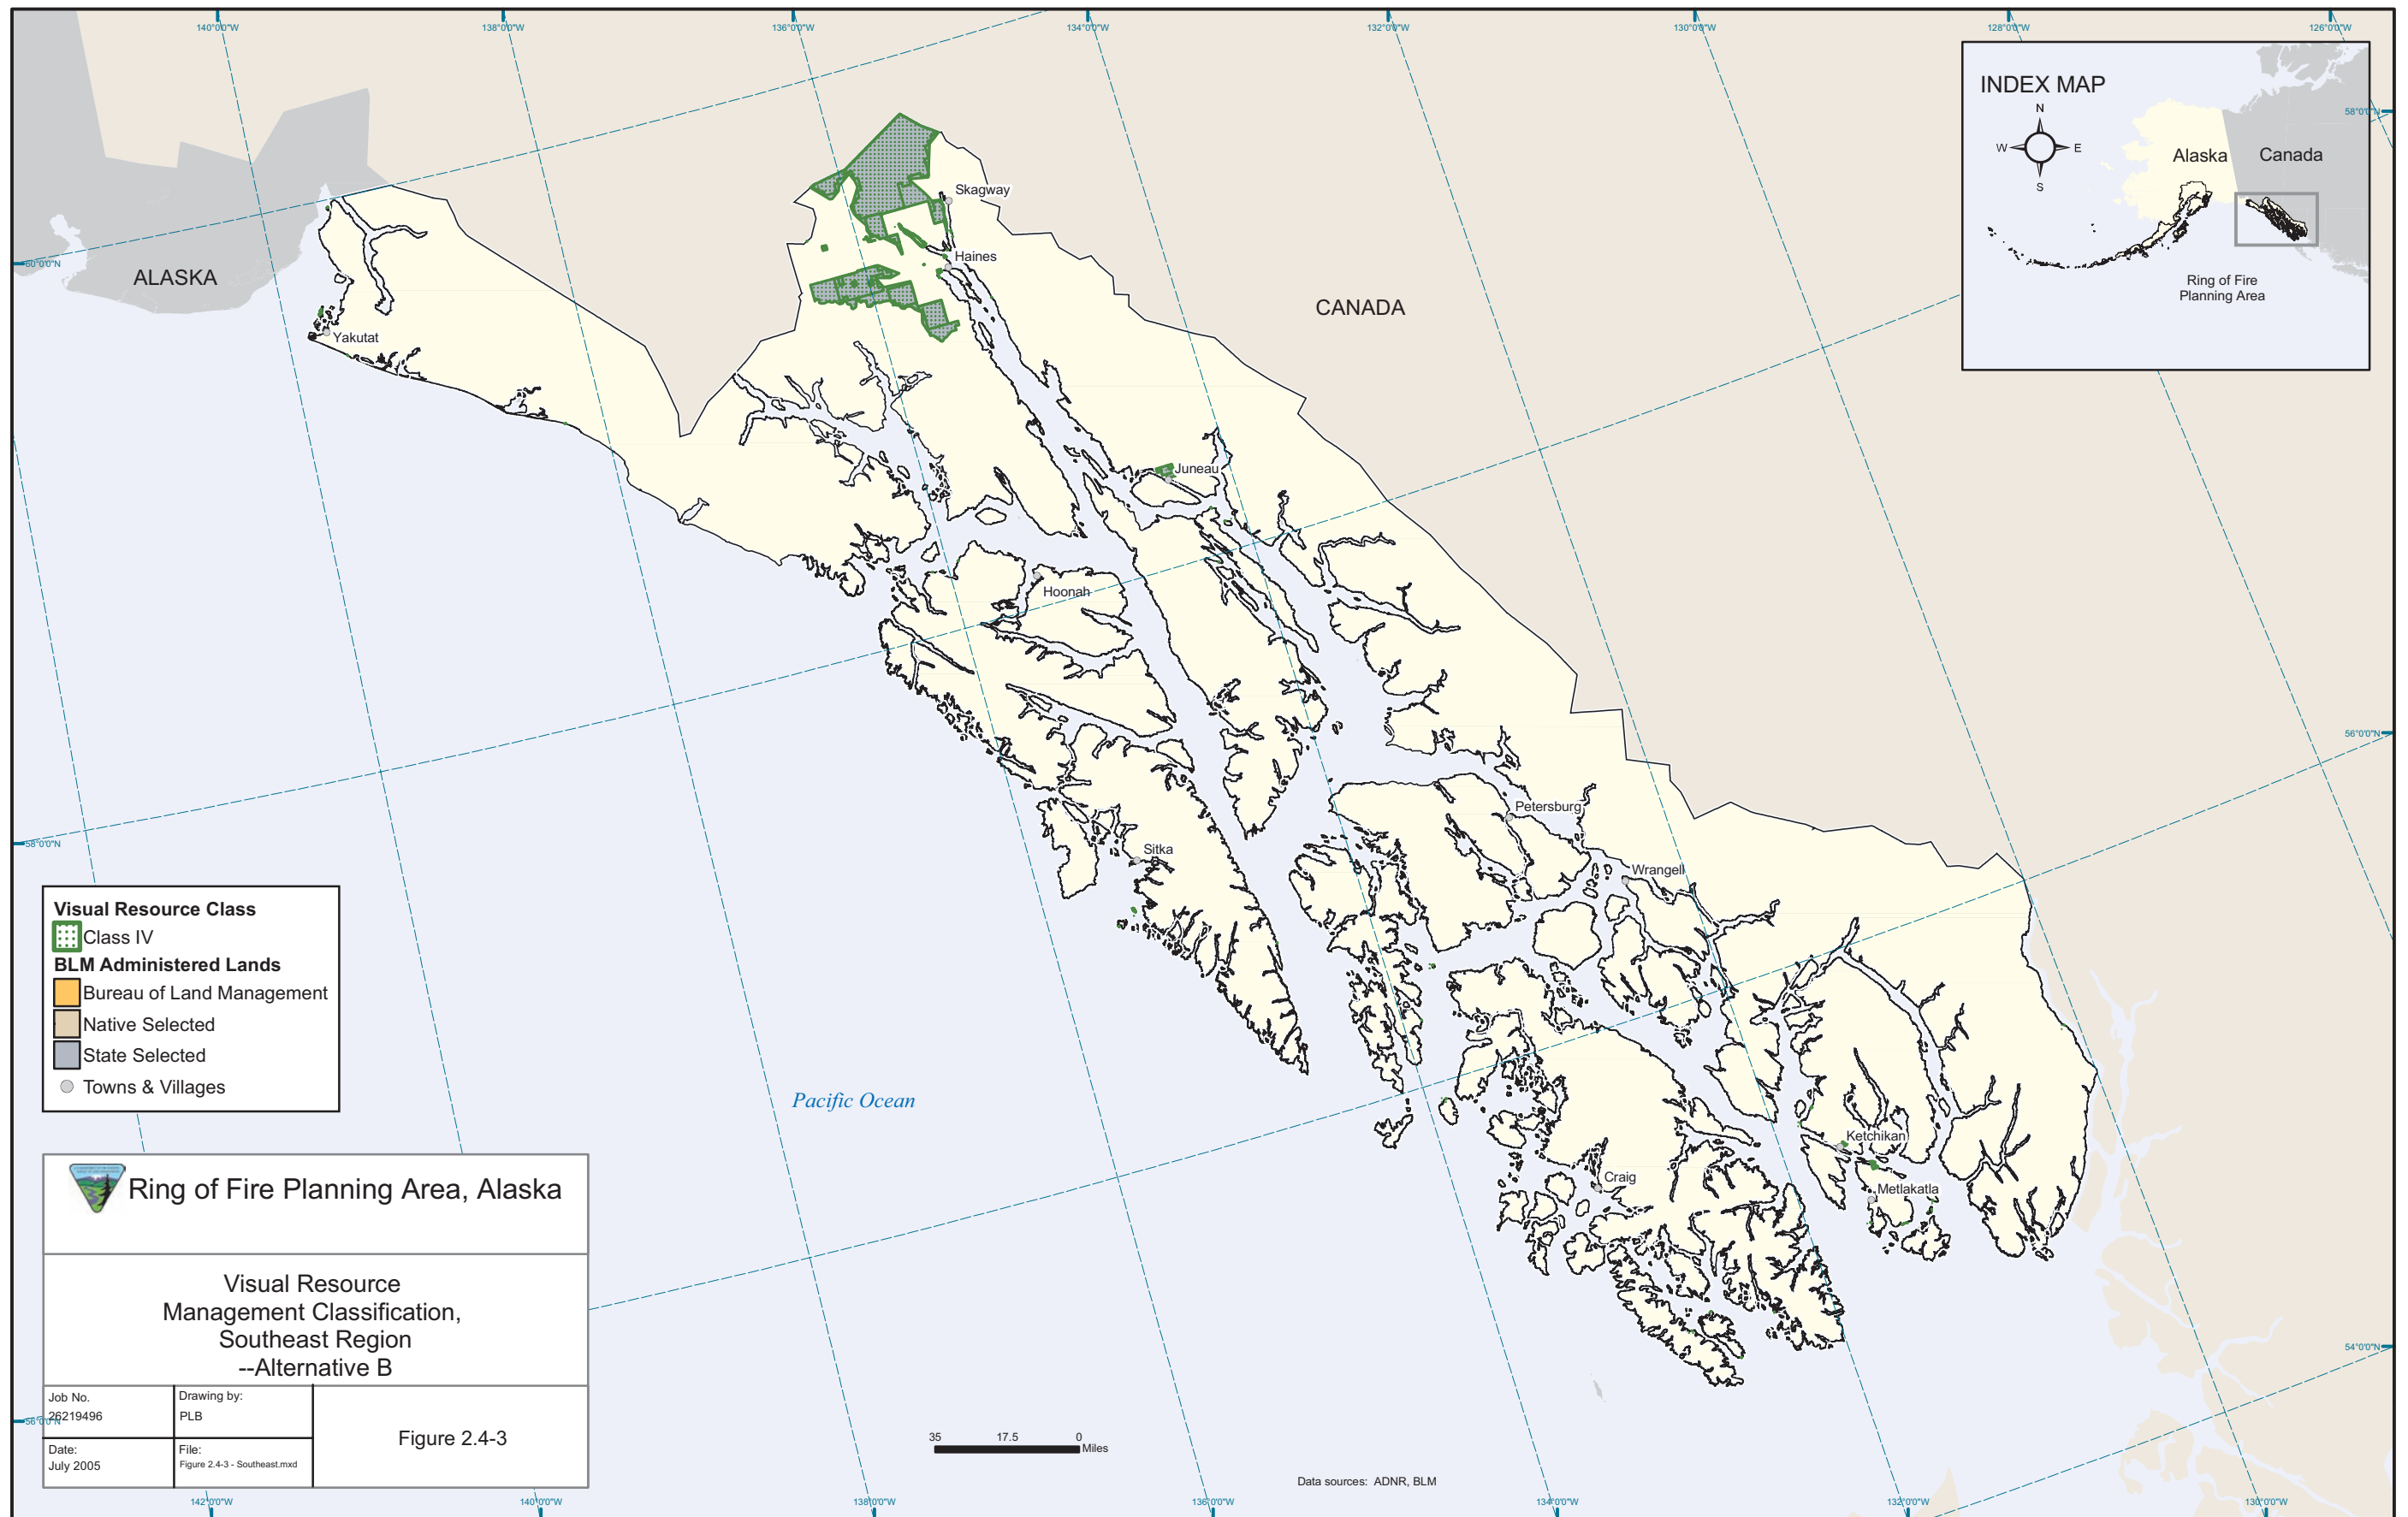 140°0'0"W
138°0'0"W
136°0'0"W
134°0'0"W
132°0'0"W
130°0'0"W
128°0'0"W
126°0'0"W
INDEX MAP
N
W
E
S
Alaska
Canada
Ring of Fire
Planning Area
58°0'0"N
Skagway
Haines
60°0'0"N
ALASKA
CANADA
Yakutat
Juneau
Hoonah
56°0'0"N
Petersburg
58°0'0"N
Sitka
Wrangell
Visual Resource Class
Class IV
BLM Administered Lands
Bureau of Land Management
Native Selected
State Selected
Towns & Villages
Pacific Ocean
Ketchikan
Craig
Metlakatla
54°0'0"N
Ring of Fire Planning Area, Alaska
Visual Resource
Management Classification,
Southeast Region
--Alternative B
Job No.
26219496
Drawing by:
PLB
56°0'0"N
Date:
July 2005
File:
Figure 2.4-3 - Southeast.mxd
Figure 2.4-3
35 17.5 0
Miles
Data sources: ADNR, BLM
142°0'0"W
140°0'0"W
138°0'0"W
136°0'0"W
134°0'0"W
132°0'0"W
130°0'0"W